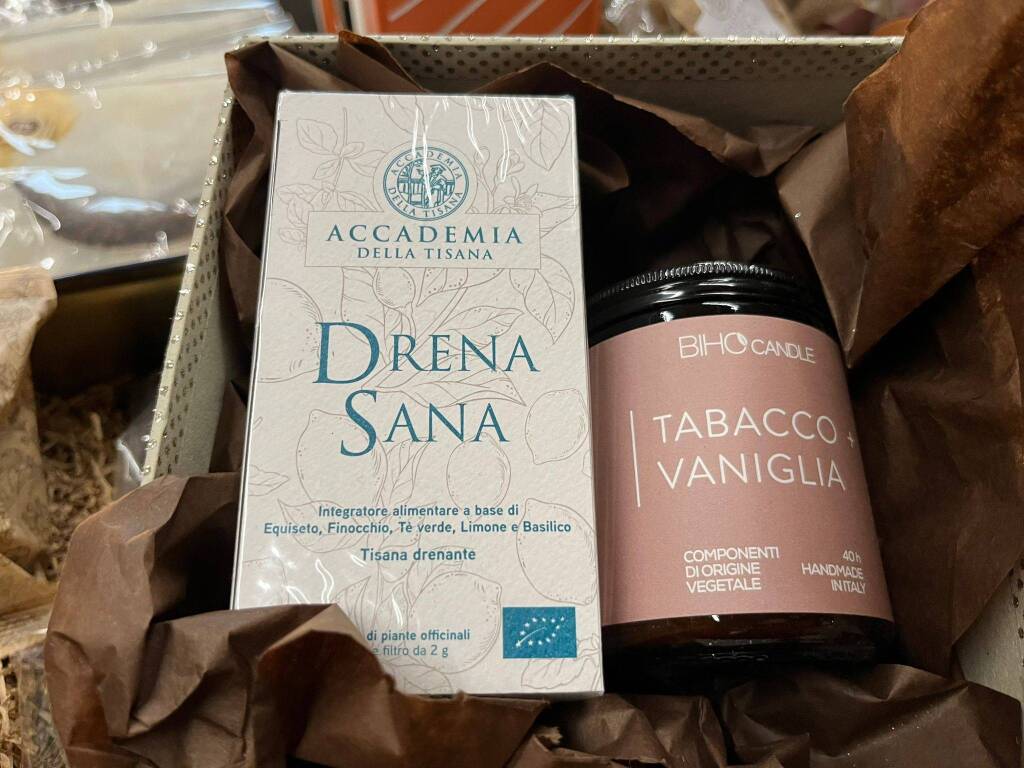 ACCADEMIA
DELLA TISANA
ACCADEMIA
DELLA TISANA
DRENA
SANA
Integratore alimentare a base di
Equiseto, Finocchio, Tè verde, Limone e Basilico
Tisana drenante
di piante officinali
filtro da 2 g
BIHO CANDLE
TABACCO +
VANIGLIA
COMPONENTI
DI ORIGINE
VEGETALE
40 h
HANDMADE
IN ITALY